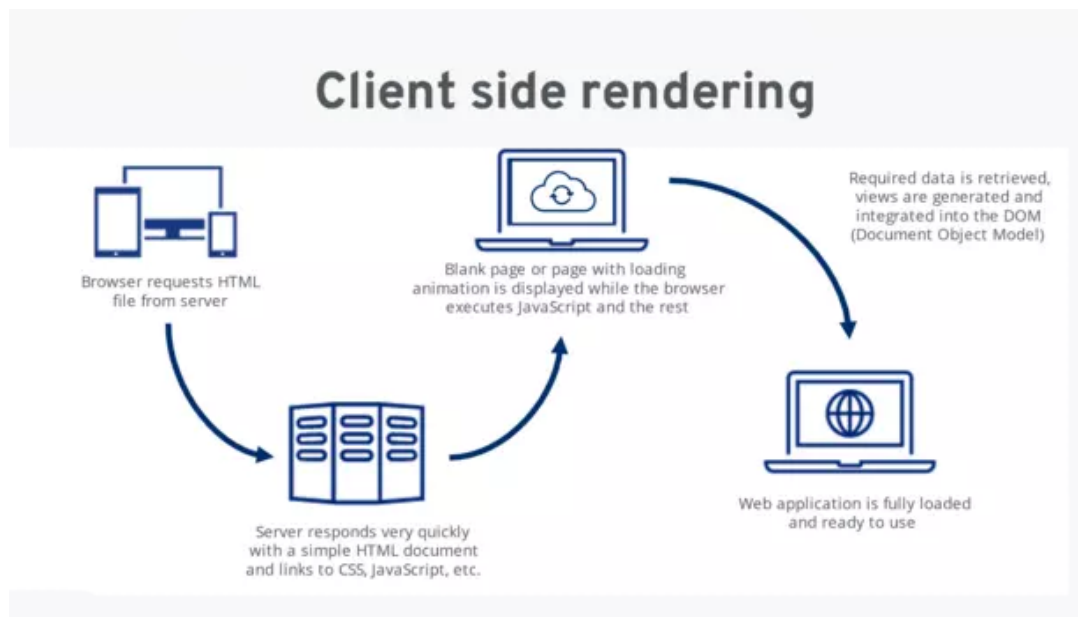 Client side rendering
Browser requests HTML
file from server
Server responds very quickly
with a simple HTML document
and links to CSS, JavaScript, etc.
Blank page or page with loading
animation is displayed while the browser
executes JavaScript and the rest
Required data is retrieved,
views are generated and
integrated into the DOM
(Document Object Model)
Web application is fully loaded
and ready to use